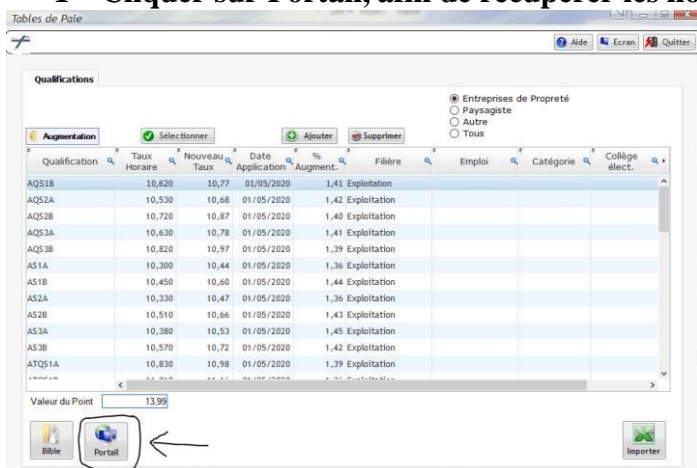 1 - Cliquer sur Portail, afin de récupérer les no
Tables de Paie
Aide Ecran Quitter
Qualifications
Entreprises de Propreté
Paysagiste
Autre
Tous
Augmentation Sélectionner Ajouter Supprimer
Qualification Taux Horaire Nouveau Taux Date Application % Augment. Filière Emploi Catégorie Collège élect.
AQS1B 10,620 10,77 01/05/2020 1,41 Exploitation
AQS2A 10,530 10,68 01/05/2020 1,42 Exploitation
AQS2B 10,720 10,87 01/05/2020 1,40 Exploitation
AQS3A 10,630 10,78 01/05/2020 1,41 Exploitation
AQS3B 10,820 10,97 01/05/2020 1,39 Exploitation
AS1A 10,300 10,44 01/05/2020 1,36 Exploitation
AS1B 10,450 10,60 01/05/2020 1,44 Exploitation
AS2A 10,330 10,47 01/05/2020 1,36 Exploitation
AS2B 10,510 10,66 01/05/2020 1,43 Exploitation
AS3A 10,380 10,53 01/05/2020 1,45 Exploitation
AS3B 10,570 10,72 01/05/2020 1,42 Exploitation
ATQS1A 10,830 10,98 01/05/2020 1,39 Exploitation
Valeur du Point 13,99
Bible Portail Importer